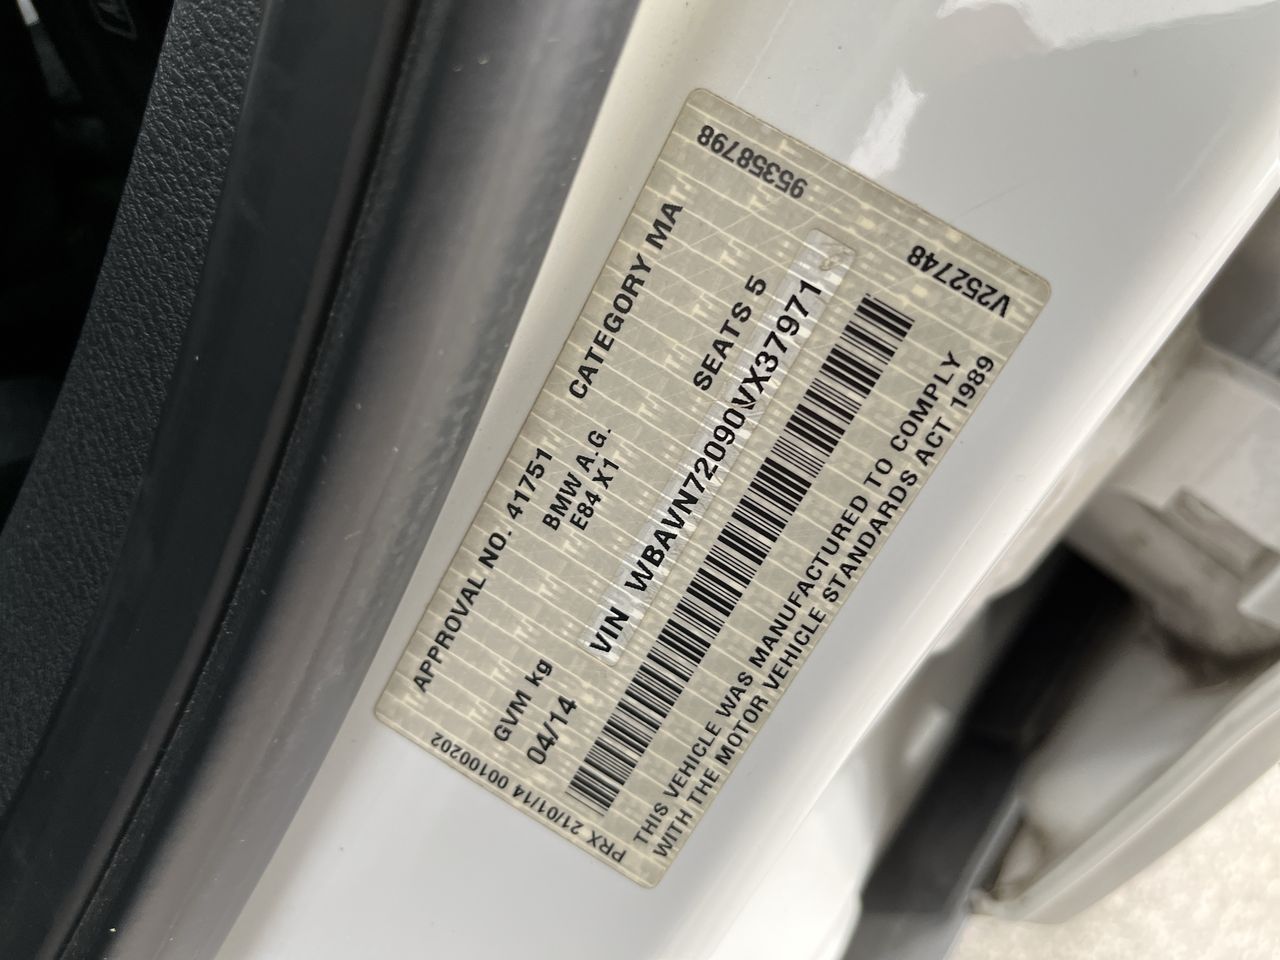 APPROVAL NO. 41751 CATEGORY MA
BMW A.G.
E84 X1
GVM kg SEATS 5
04/14
VIN WBAVN72090VX37971
THIS VEHICLE WAS MANUFACTURED TO COMPLY
WITH THE MOTOR VEHICLE STANDARDS ACT 1989
PRX 21/01/14 00100202
95358798
V252748